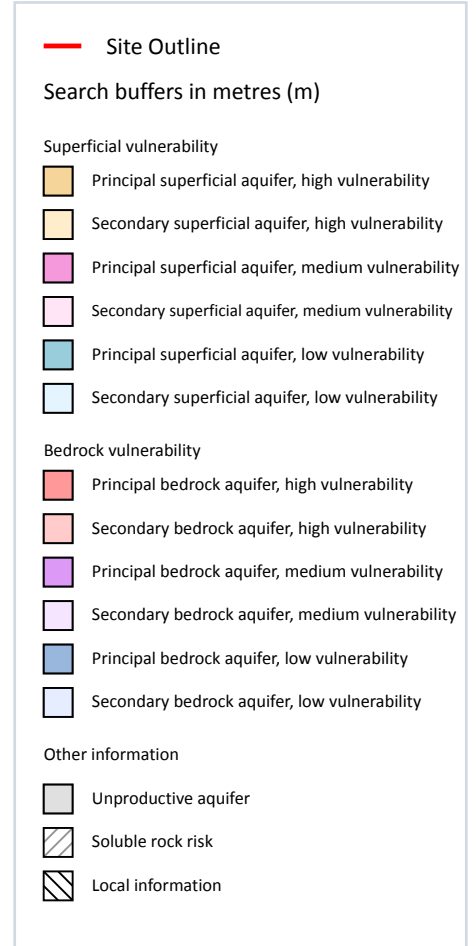 Site Outline
Search buffers in metres (m)
Superficial vulnerability
Principal superficial aquifer, high vulnerability
Secondary superficial aquifer, high vulnerability
Principal superficial aquifer, medium vulnerability
Secondary superficial aquifer, medium vulnerability
Principal superficial aquifer, low vulnerability
Secondary superficial aquifer, low vulnerability
Bedrock vulnerability
Principal bedrock aquifer, high vulnerability
Secondary bedrock aquifer, high vulnerability
Principal bedrock aquifer, medium vulnerability
Secondary bedrock aquifer, medium vulnerability
Principal bedrock aquifer, low vulnerability
Secondary bedrock aquifer, low vulnerability
Other information
Unproductive aquifer
Soluble rock risk
Local information